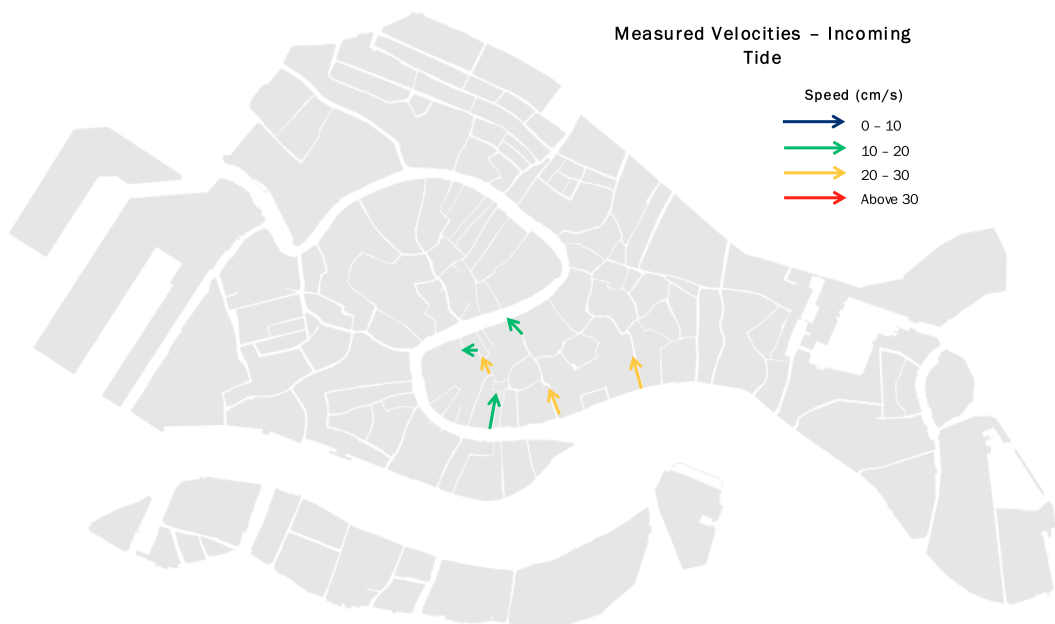 Measured Velocities – Incoming
Tide
Speed (cm/s)
0 – 10
10 – 20
20 – 30
Above 30